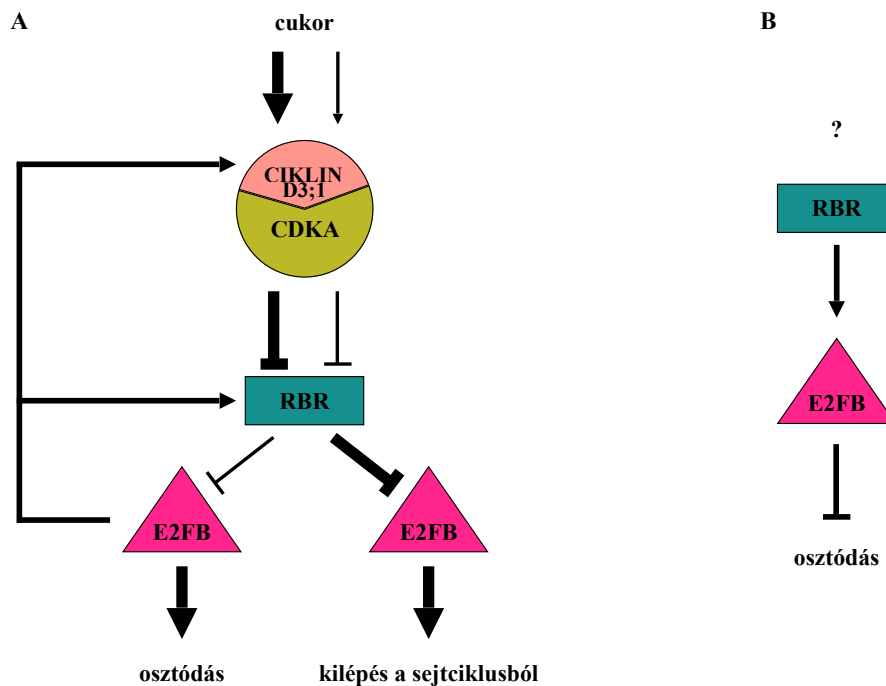 A
cukor
CIKLIN
D3;1
CDKA
RBR
E2FB
E2FB
osztódás
kilépés a sejtciklusból
B
?
RBR
E2FB
osztódás